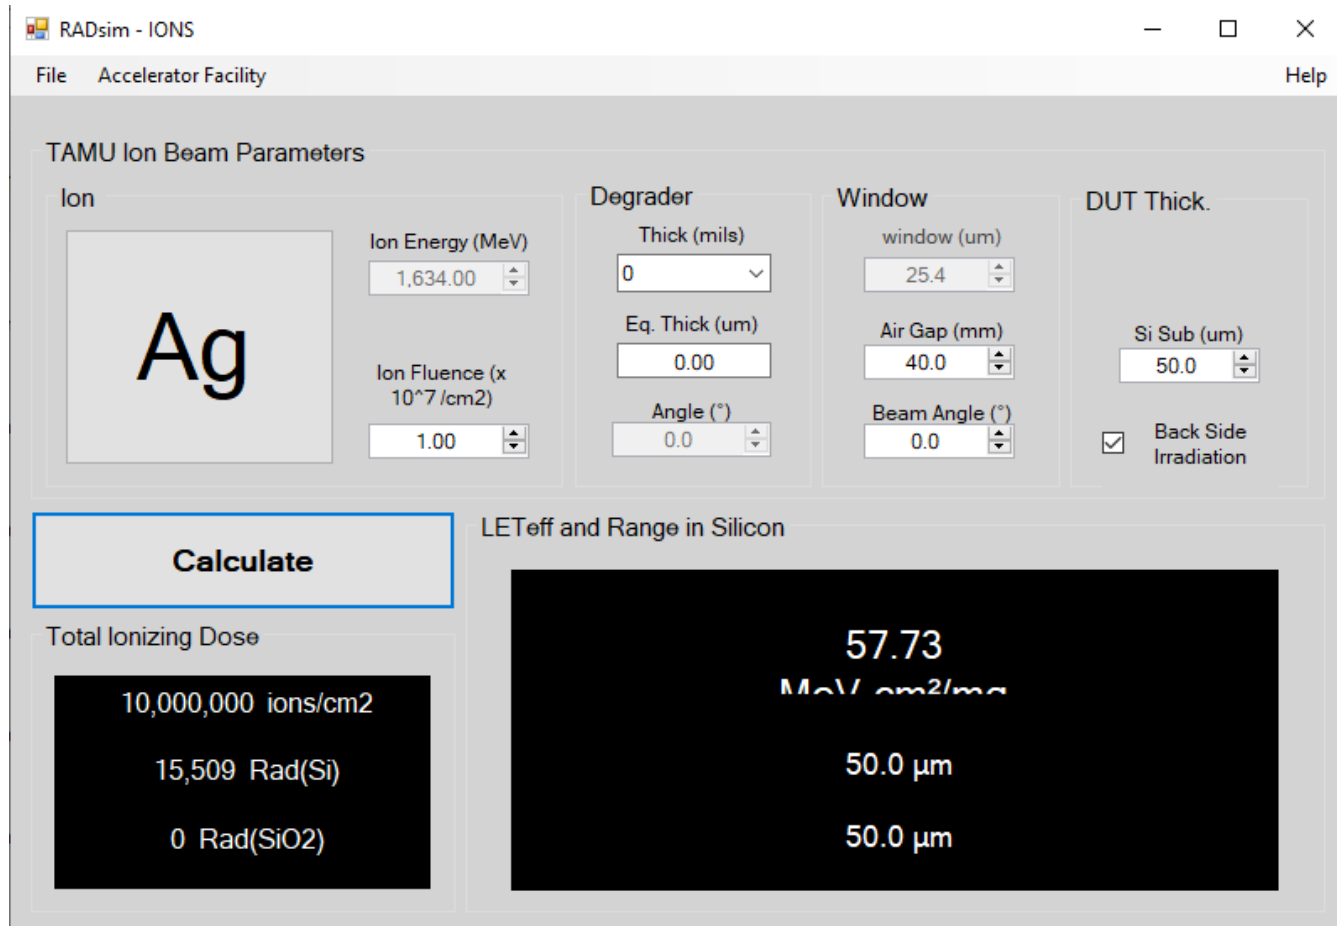 RADsim - IONS
File Accelerator Facility Help
TAMU Ion Beam Parameters
Ion
Ag
Ion Energy (MeV)
1,634.00
Ion Fluence (x
10^7 /cm2)
1.00
Degrader
Thick (mils)
0
Eq. Thick (um)
0.00
Angle (°)
0.0
Window
window (um)
25.4
Air Gap (mm)
40.0
Beam Angle (°)
0.0
DUT Thick.
Si Sub (um)
50.0
Back Side
Irradiation
Calculate
Total Ionizing Dose
10,000,000 ions/cm2
15,509 Rad(Si)
0 Rad(SiO2)
LETeff and Range in Silicon
57.73
MeV cm²/mg
50.0 µm
50.0 µm